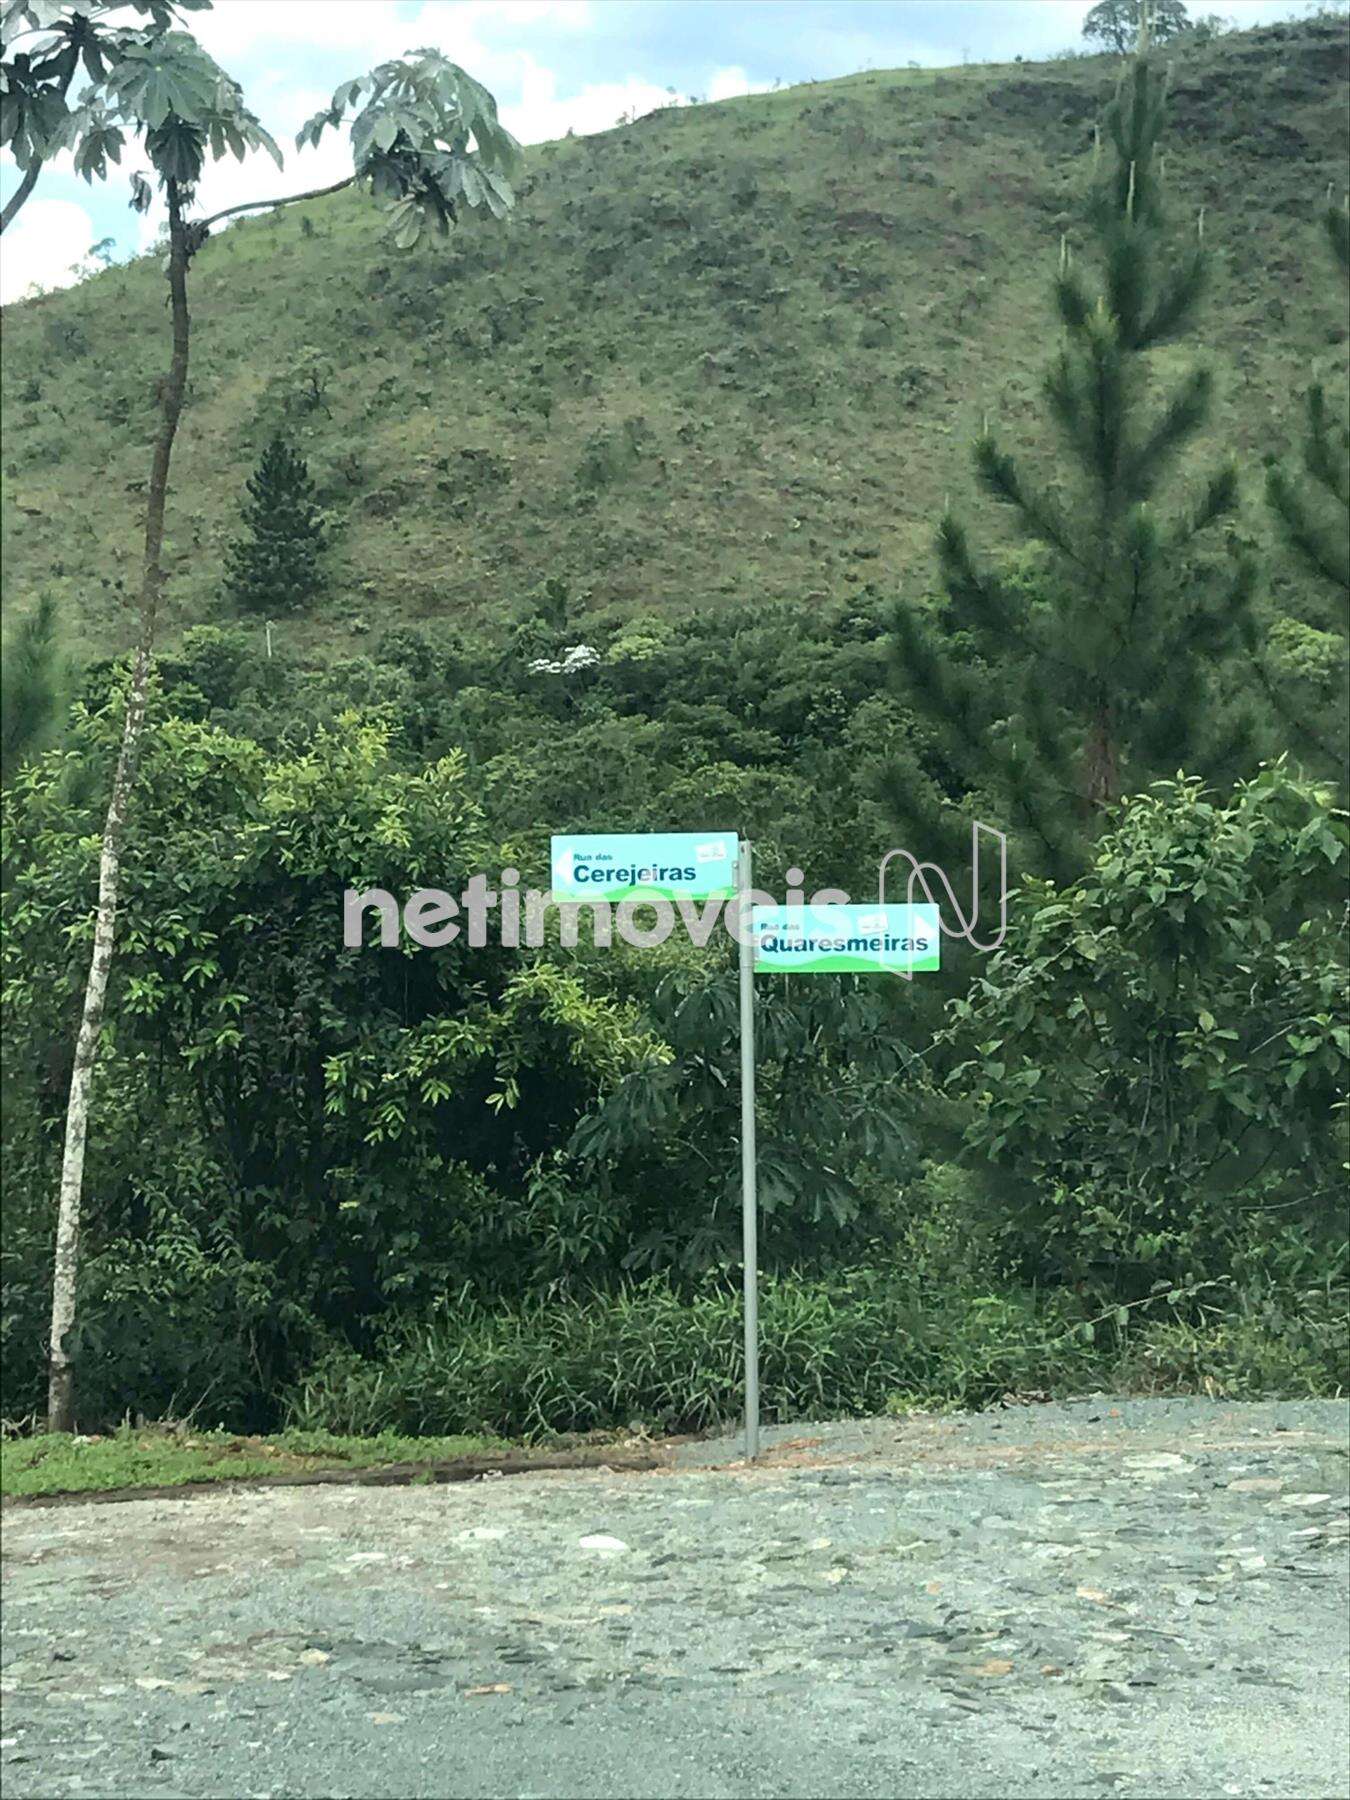 Rua das
Cerejeiras
netimoveis
Rua das
Quaresmeiras